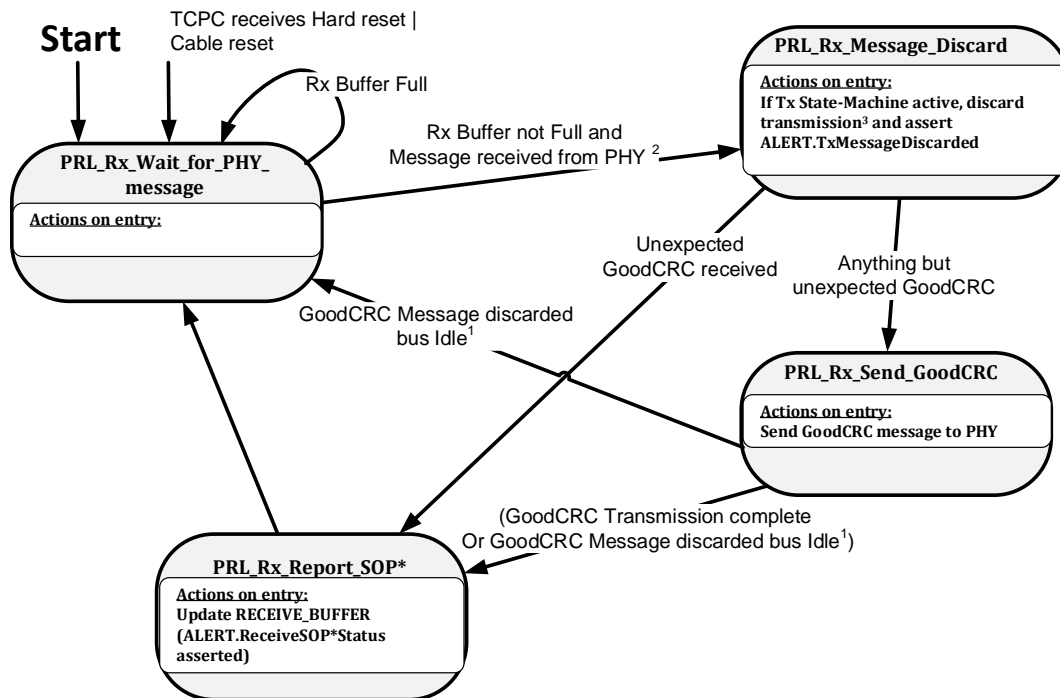 Start
TCPC receives Hard reset |
Cable reset
Rx Buffer Full
PRL_Rx_Wait_for_PHY_
message
Actions on entry:
Rx Buffer not Full and
Message received from PHY ²
PRL_Rx_Message_Discard
Actions on entry:
If Tx State-Machine active, discard
transmission³ and assert
ALERT.TxMessageDiscarded
Unexpected
GoodCRC received
Anything but
unexpected GoodCRC
GoodCRC Message discarded
bus Idle¹
PRL_Rx_Send_GoodCRC
Actions on entry:
Send GoodCRC message to PHY
(GoodCRC Transmission complete
Or GoodCRC Message discarded bus Idle¹)
PRL_Rx_Report_SOP*
Actions on entry:
Update RECEIVE_BUFFER
(ALERT.ReceiveSOP*Status
asserted)